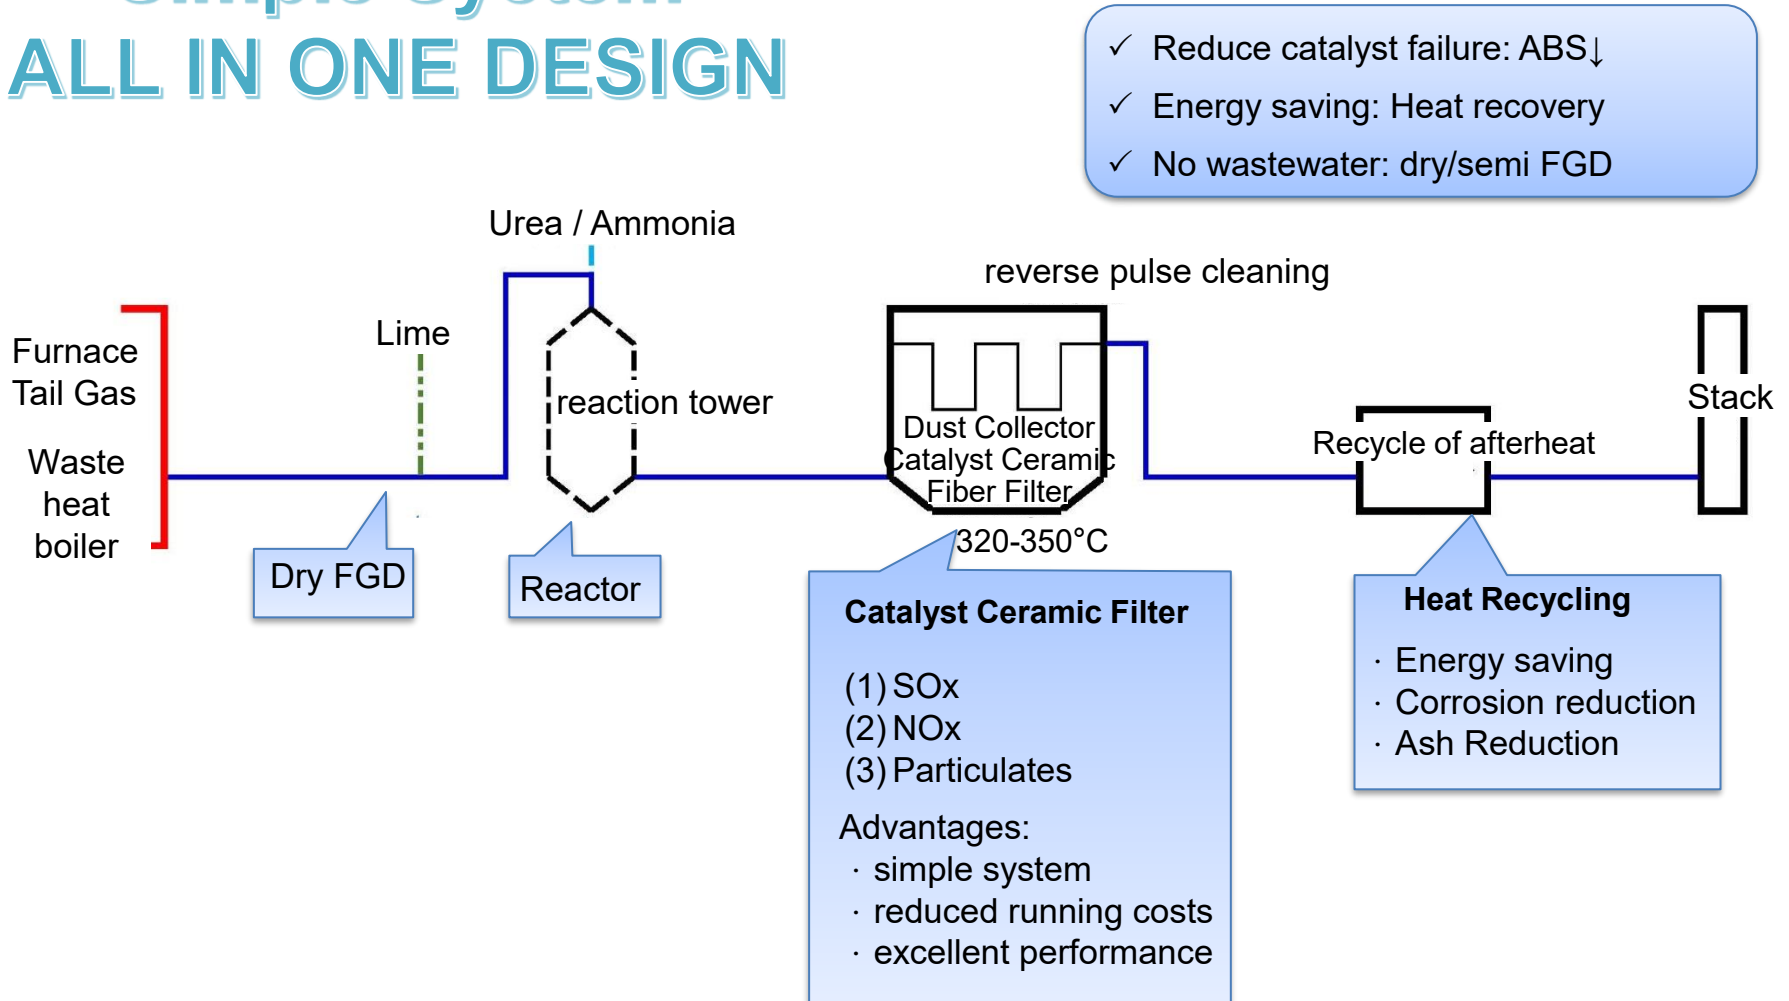 Simple System
ALL IN ONE DESIGN
✓ Reduce catalyst failure: ABS↓
✓ Energy saving: Heat recovery
✓ No wastewater: dry/semi FGD
Urea / Ammonia
reverse pulse cleaning
Lime
Furnace
Tail Gas
Waste
heat
boiler
reaction tower
Dust Collector
Catalyst Ceramic
Fiber Filter
320-350°C
Recycle of afterheat
Stack
Dry FGD
Reactor
Catalyst Ceramic Filter
(1) SOx
(2) NOx
(3) Particulates
Advantages:
· simple system
· reduced running costs
· excellent performance
Heat Recycling
· Energy saving
· Corrosion reduction
· Ash Reduction